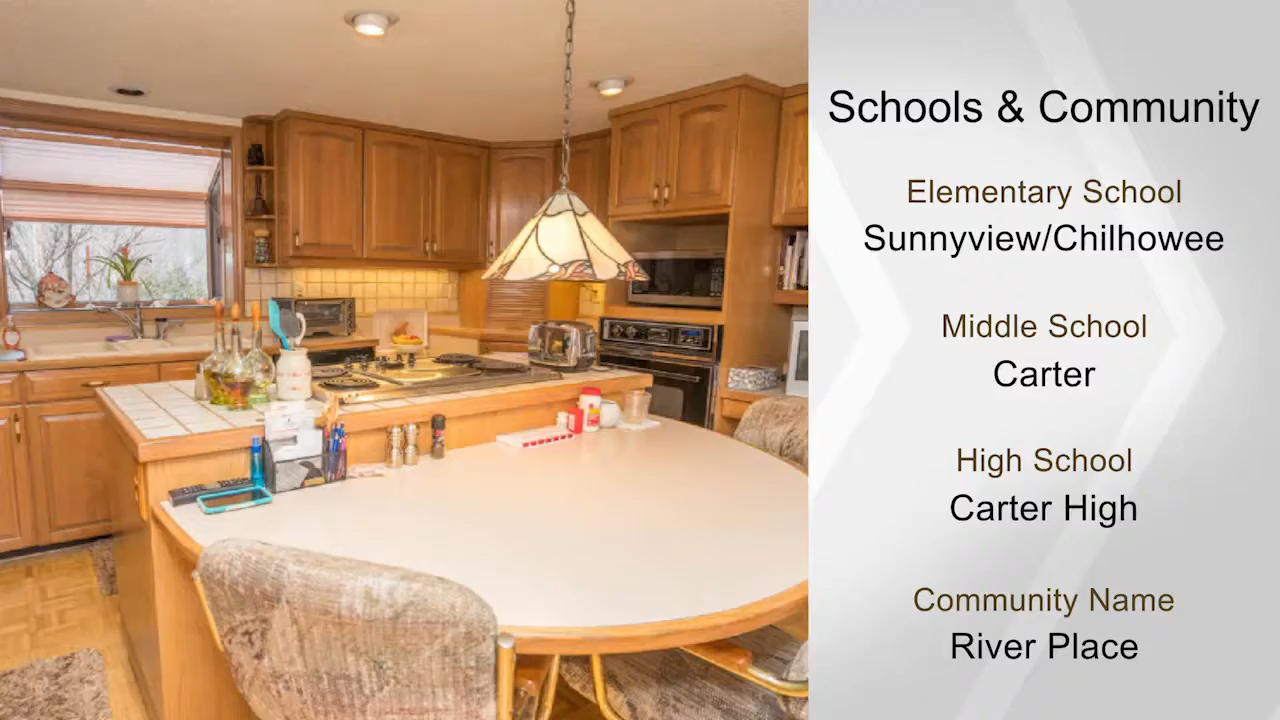 Schools & Community
Elementary School
Sunnyview/Chilhowee
Middle School
Carter
High School
Carter High
Community Name
River Place